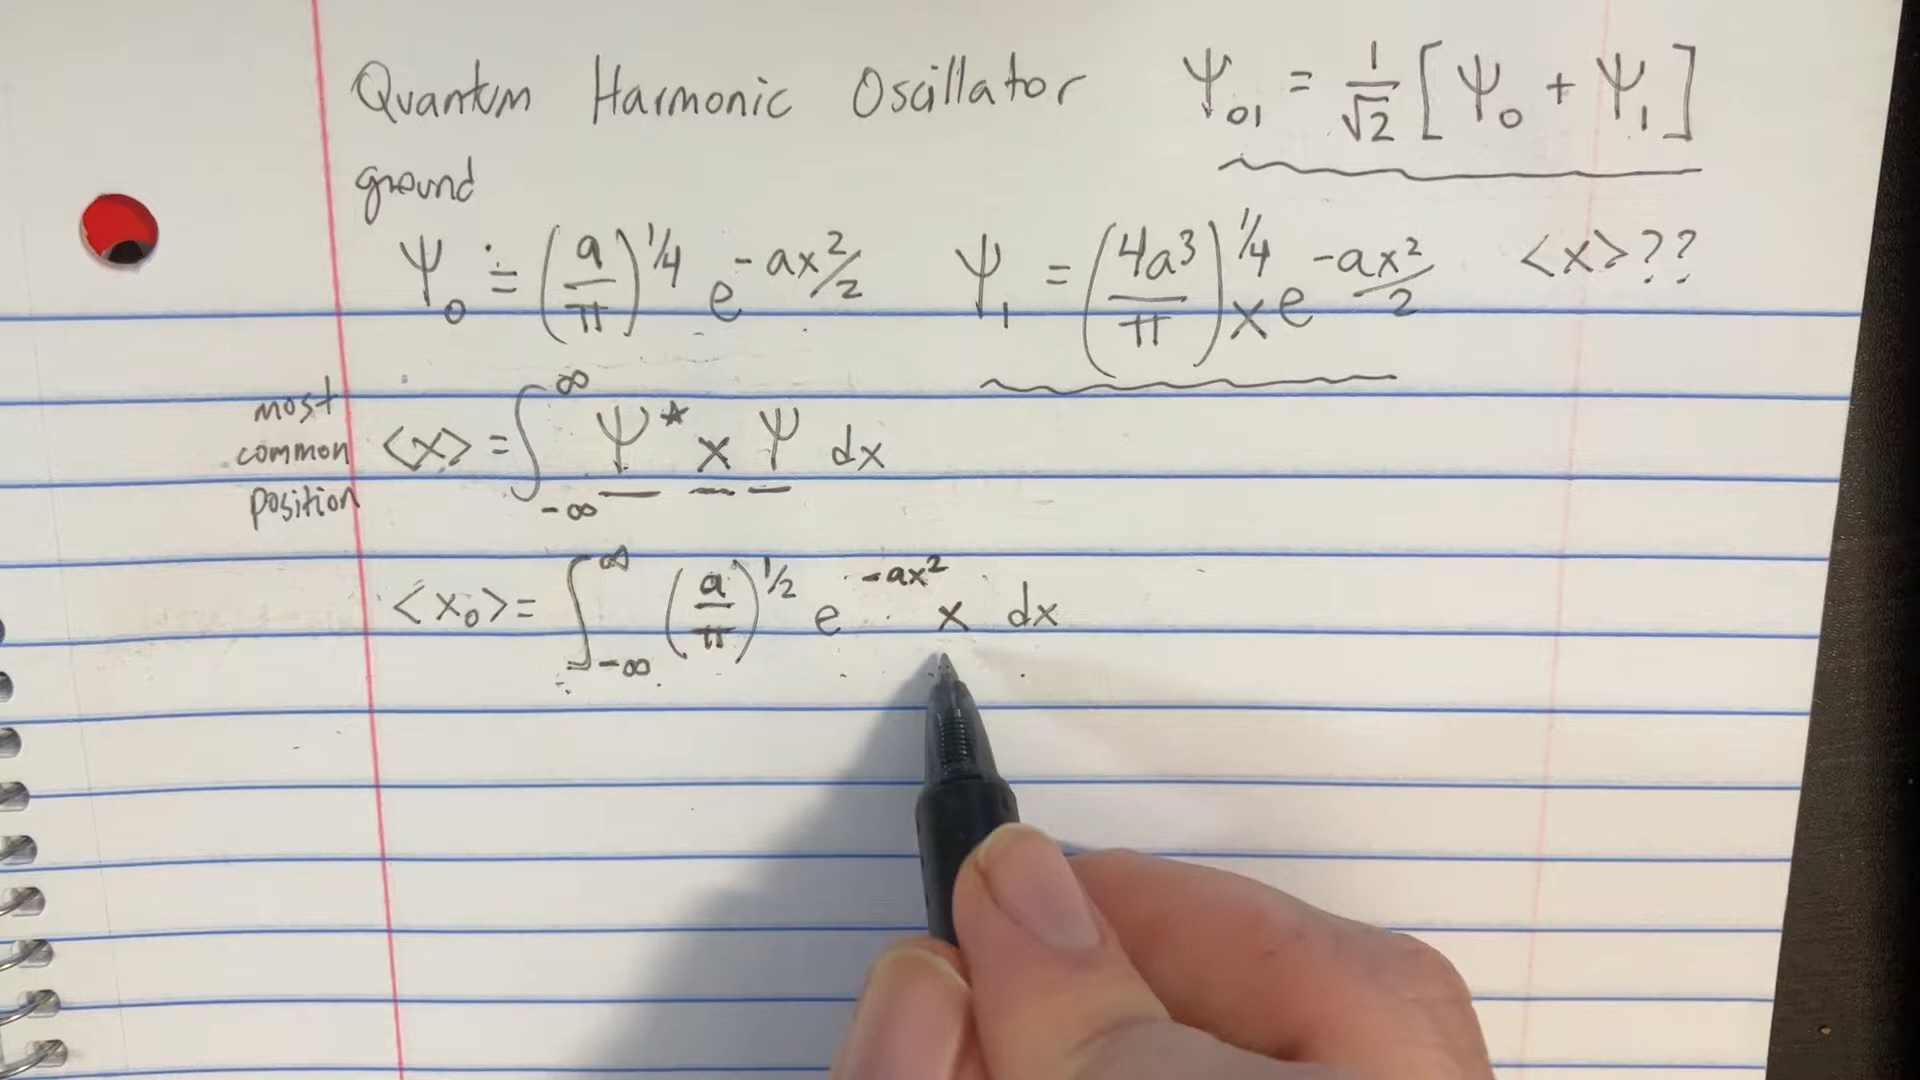 Quantum Harmonic Oscillator Ψ₀₁ = 1/√2 [Ψ₀ + Ψ₁]
ground
Ψ₀ ≐ (a/π)^1/4 e^-ax²/2 Ψ₁ = (4a³/π)^1/4 x e^-ax²/2 <x>??
most
common
position
<x> = ∫_-∞^∞ Ψ* x Ψ dx
<x₀> = ∫_-∞^∞ (a/π)^1/2 e^-ax² x dx